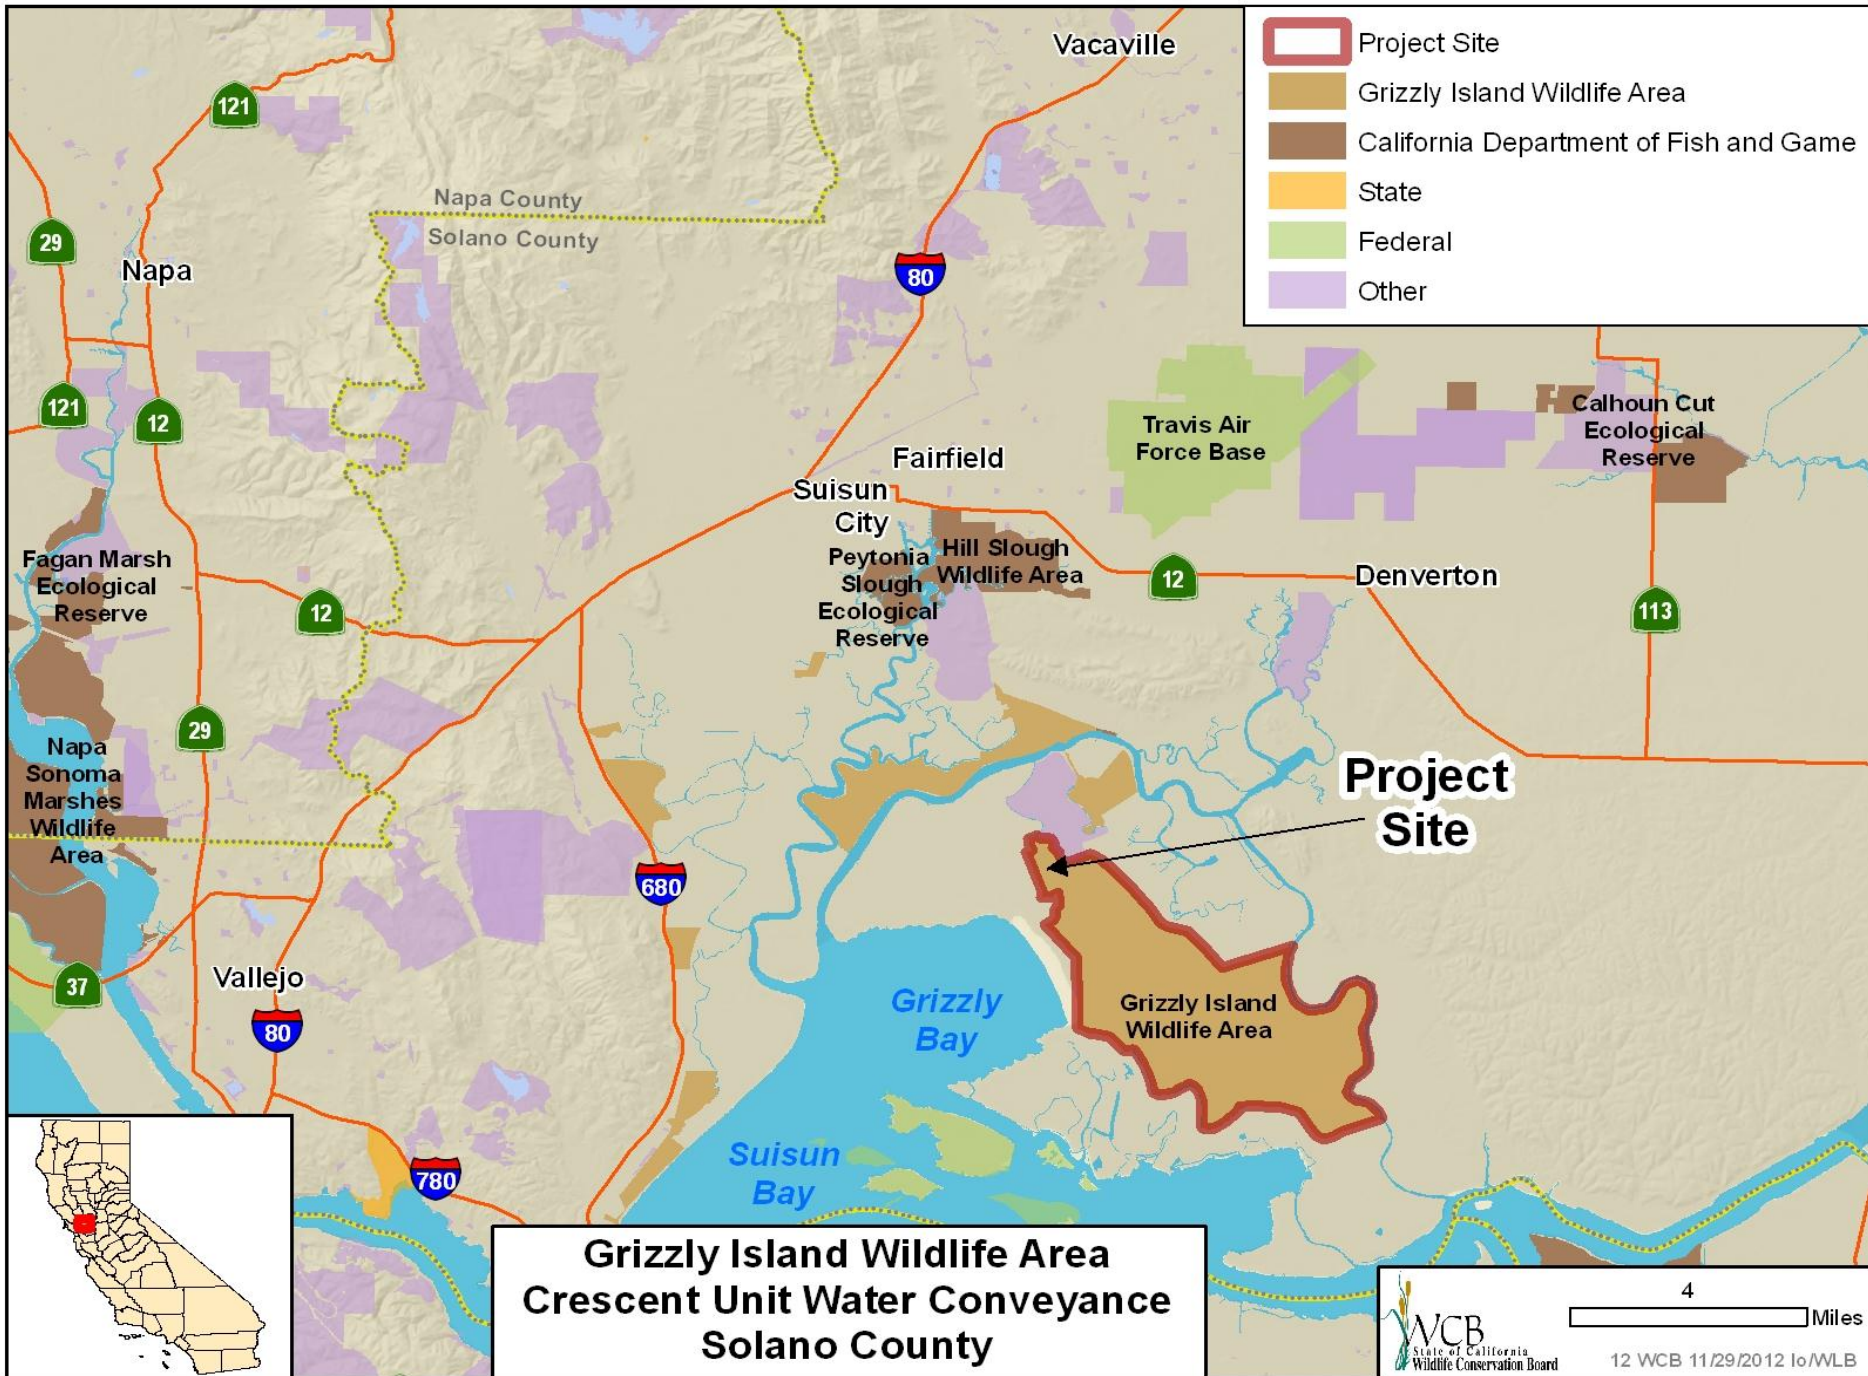 Vacaville
Project Site
Grizzly Island Wildlife Area
California Department of Fish and Game
State
Federal
Other
121
Napa County
Solano County
29
Napa
80
121
12
Travis Air
Force Base
Calhoun Cut
Ecological
Reserve
Fairfield
Suisun
City
Fagan Marsh
Ecological
Reserve
Peytonia
Slough
Ecological
Reserve
Hill Slough
Wildlife Area
12
Denverton
12
113
29
Napa
Sonoma
Marshes
Wildlife
Area
Project
Site
680
37
Vallejo
80
Grizzly
Bay
Grizzly Island
Wildlife Area
Suisun
Bay
780
Grizzly Island Wildlife Area
Crescent Unit Water Conveyance
Solano County
4
Miles
WCB
State of California
Wildlife Conservation Board
12 WCB 11/29/2012 lo/WLB